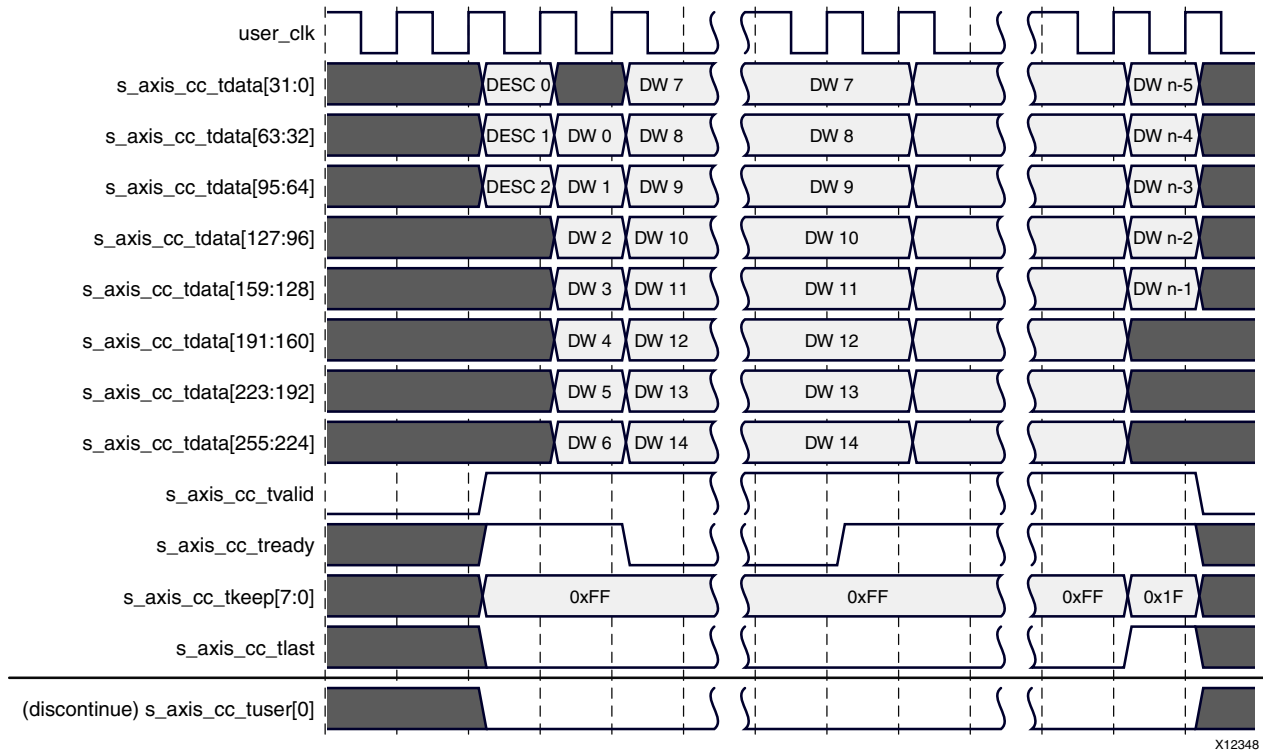 user_clk
s_axis_cc_tdata[31:0] DESC 0 DW 7 DW 7 DW n-5
s_axis_cc_tdata[63:32] DESC 1 DW 0 DW 8 DW 8 DW n-4
s_axis_cc_tdata[95:64] DESC 2 DW 1 DW 9 DW 9 DW n-3
s_axis_cc_tdata[127:96] DW 2 DW 10 DW 10 DW n-2
s_axis_cc_tdata[159:128] DW 3 DW 11 DW 11 DW n-1
s_axis_cc_tdata[191:160] DW 4 DW 12 DW 12
s_axis_cc_tdata[223:192] DW 5 DW 13 DW 13
s_axis_cc_tdata[255:224] DW 6 DW 14 DW 14
s_axis_cc_tvalid
s_axis_cc_tready
s_axis_cc_tkeep[7:0] 0xFF 0xFF 0xFF 0x1F
s_axis_cc_tlast
(discontinue) s_axis_cc_tuser[0]
X12348